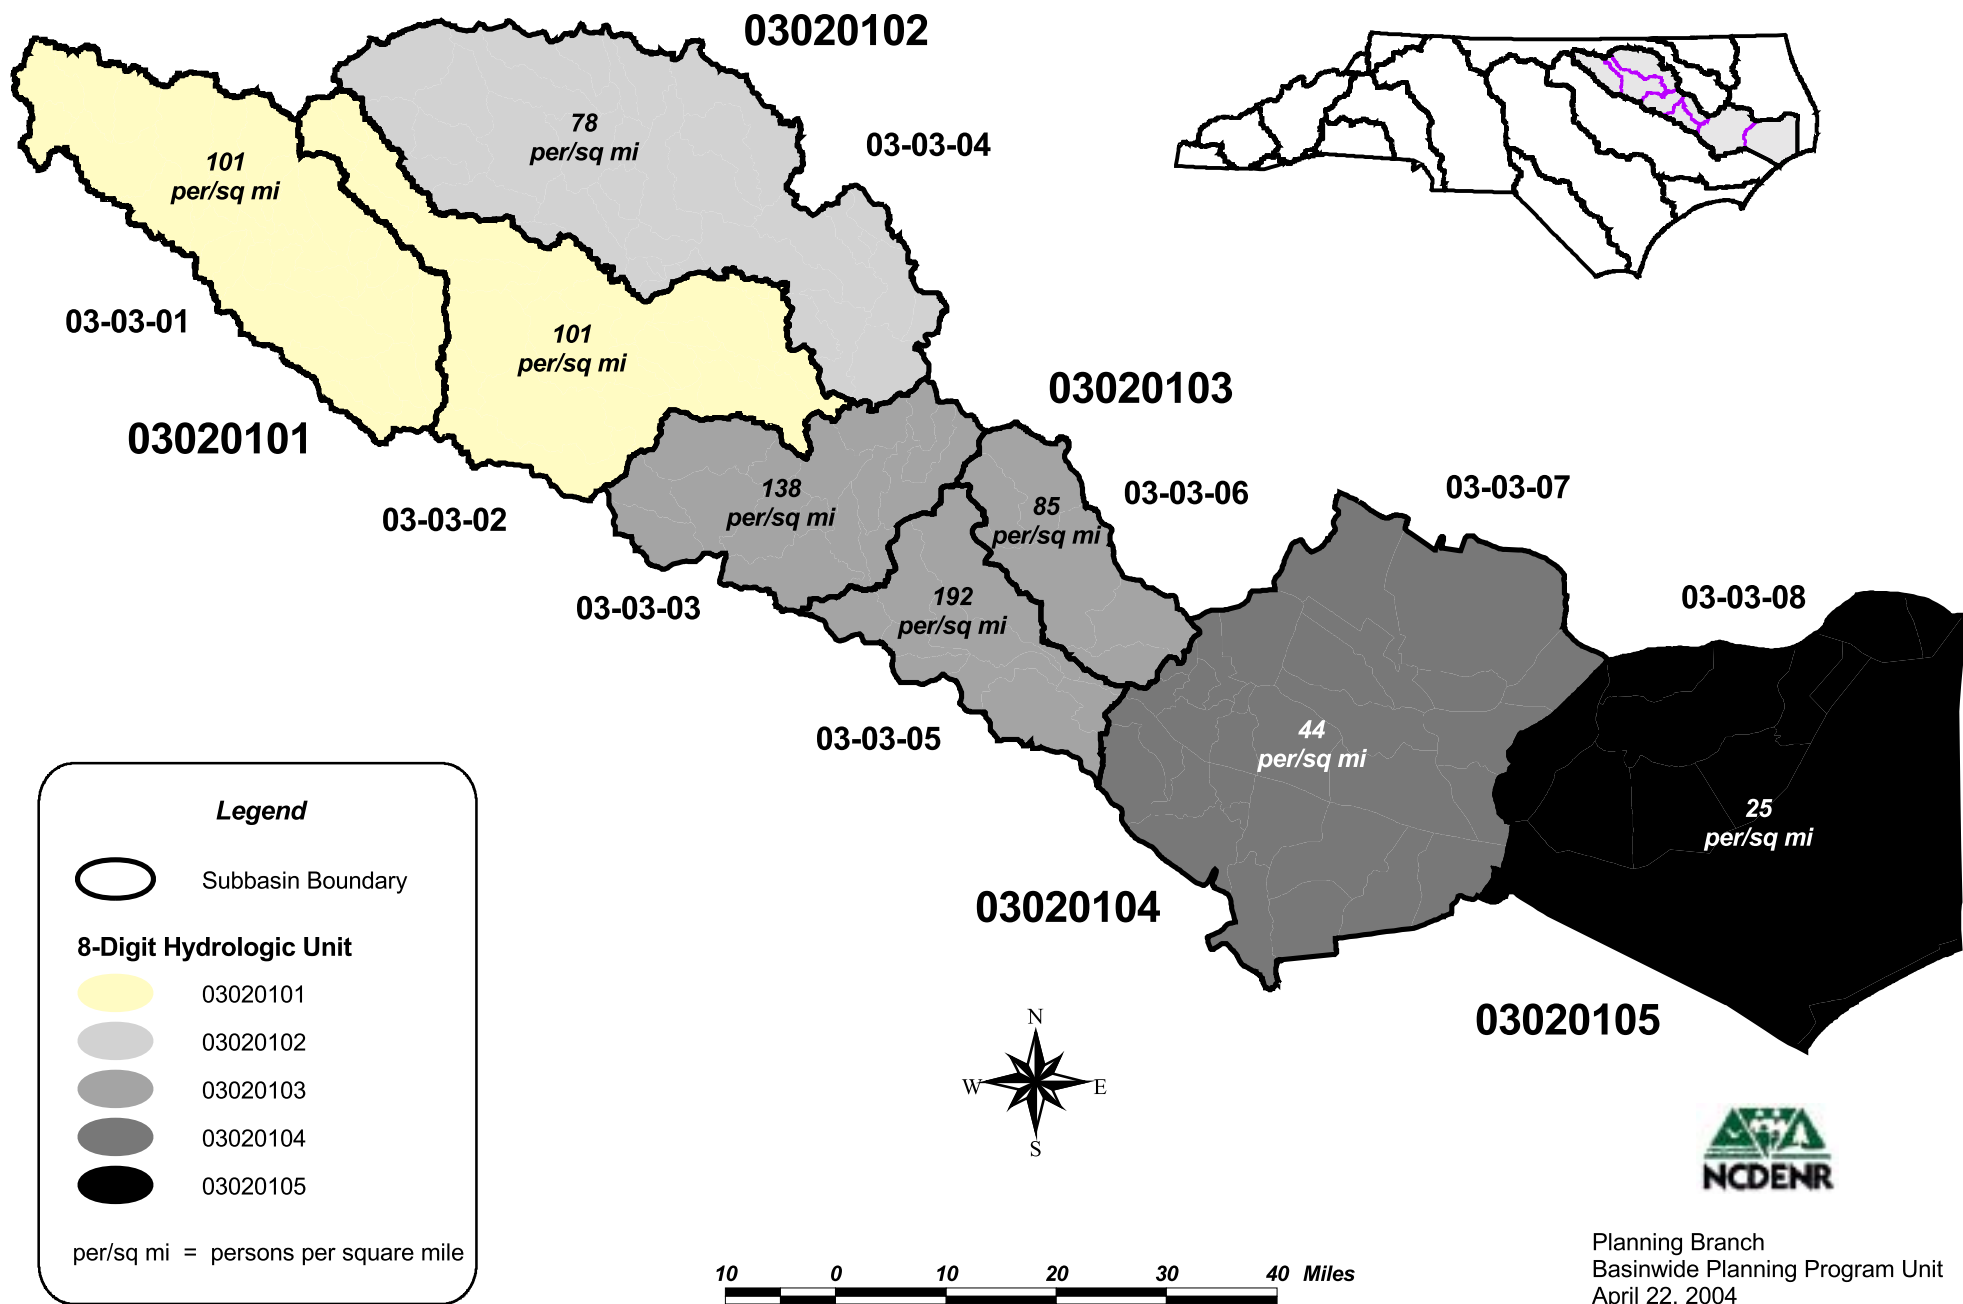 03020102
78
per/sq mi
03-03-04
101
per/sq mi
03-03-01
101
per/sq mi
03020103
03020101
138
per/sq mi
85
per/sq mi
03-03-06
03-03-07
03-03-02
192
per/sq mi
03-03-03
03-03-08
03-03-05
44
per/sq mi
25
per/sq mi
03020104
03020105
Legend
Subbasin Boundary
8-Digit Hydrologic Unit
03020101
03020102
03020103
03020104
03020105
per/sq mi = persons per square mile
N
W
E
S
10 0 10 20 30 40 Miles
NCDENR
Planning Branch
Basinwide Planning Program Unit
April 22, 2004